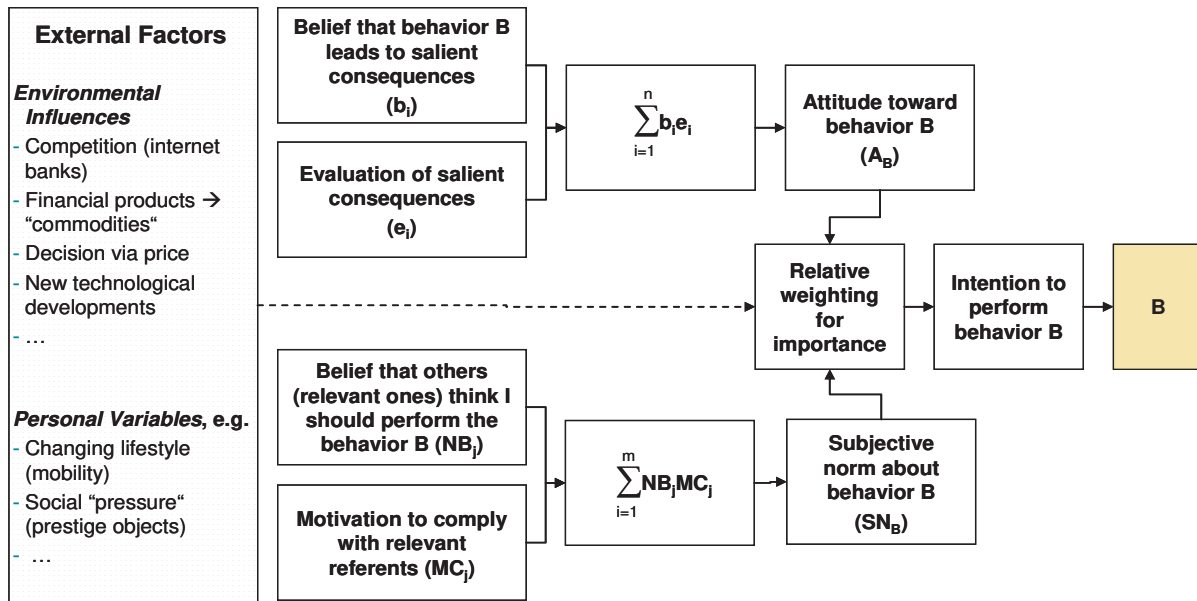 External Factors
Environmental
Influences
- Competition (internet
banks)
- Financial products →
“commodities“
- Decision via price
- New technological
developments
- …
Personal Variables, e.g.
- Changing lifestyle
(mobility)
- Social “pressure“
(prestige objects)
- …
Belief that behavior B
leads to salient
consequences
(bi)
Evaluation of salient
consequences
(ei)
n
∑biei
i=1
Attitude toward
behavior B
(AB)
Relative
weighting
for
importance
Intention to
perform
behavior B
B
Belief that others
(relevant ones) think I
should perform the
behavior B (NBj)
Motivation to comply
with relevant
referents (MCj)
m
∑NBjMCj
i=1
Subjective
norm about
behavior B
(SNB)